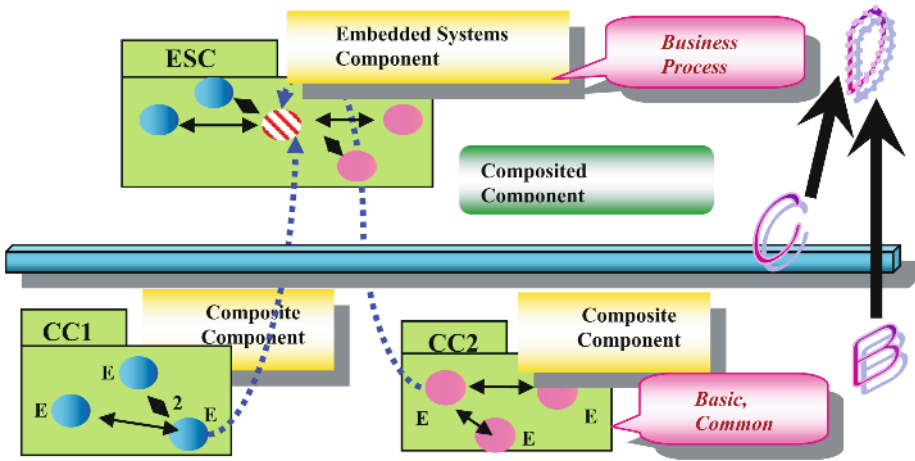 ESC
Embedded Systems
Component
Business
Process
D
Composited
Component
C
CC1
Composite
Component
E
E
2
E
CC2
Composite
Component
E
E
E
Basic,
Common
B